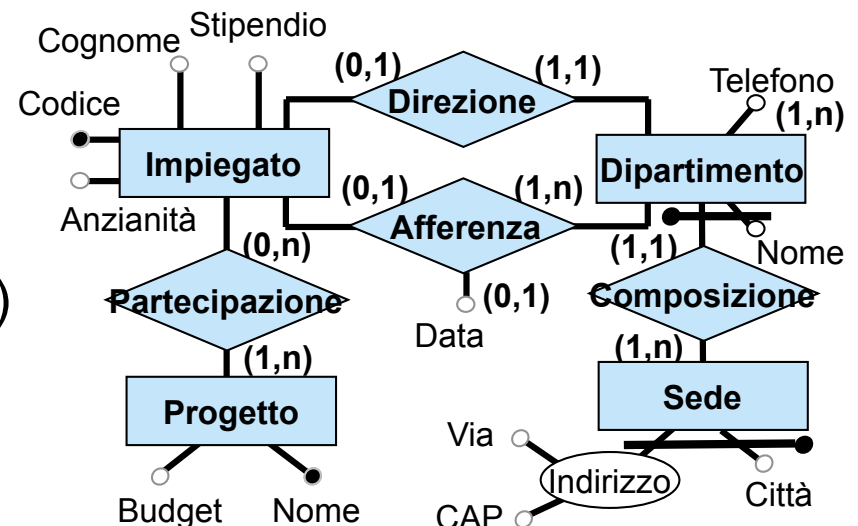 Cognome
Stipendio
(0,1)
(1,1)
Direzione
Telefono
(1,n)
Codice
Impiegato
Dipartimento
Anzianità
(0,1)
(1,n)
Afferenza
(0,n)
(1,1)
Nome
Partecipazione
(0,1)
Composizione
)
Data
(1,n)
(1,n)
Progetto
Sede
Via
Indirizzo
Città
Budget
Nome
CAP